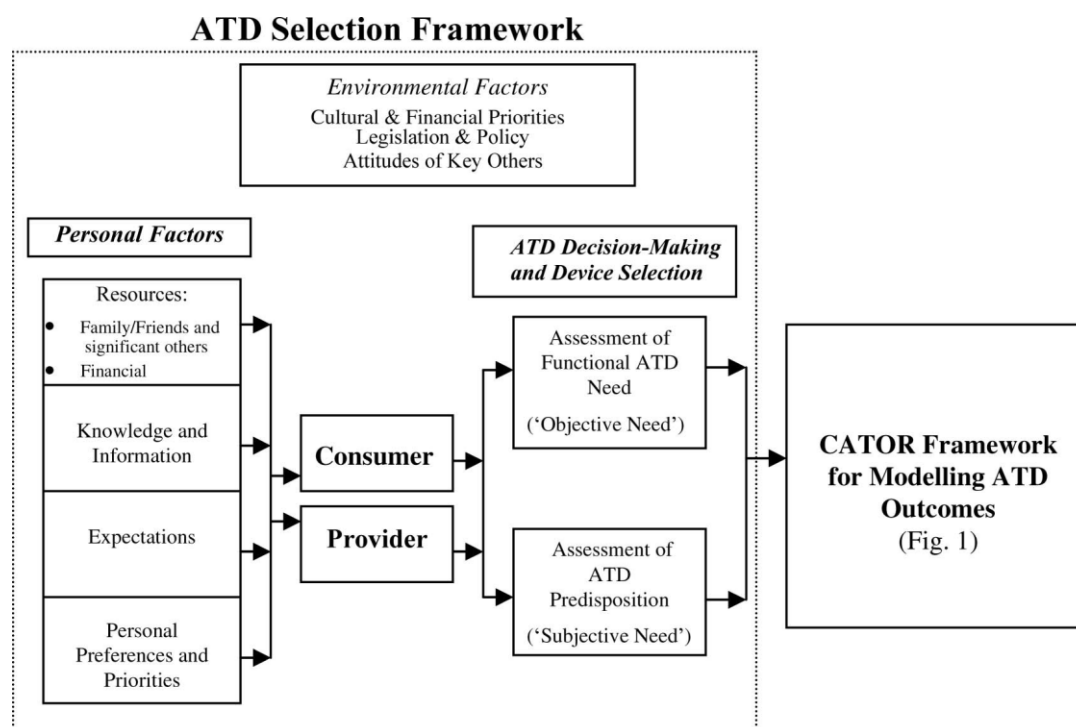 ATD Selection Framework
Environmental Factors
Cultural & Financial Priorities
Legislation & Policy
Attitudes of Key Others
Personal Factors
ATD Decision-Making
and Device Selection
Resources:
• Family/Friends and
significant others
• Financial
Knowledge and
Information
Expectations
Personal
Preferences and
Priorities
Consumer
Provider
Assessment of
Functional ATD
Need
(‘Objective Need’)
Assessment of
ATD
Predisposition
(‘Subjective Need’)
CATOR Framework
for Modelling ATD
Outcomes
(Fig. 1)